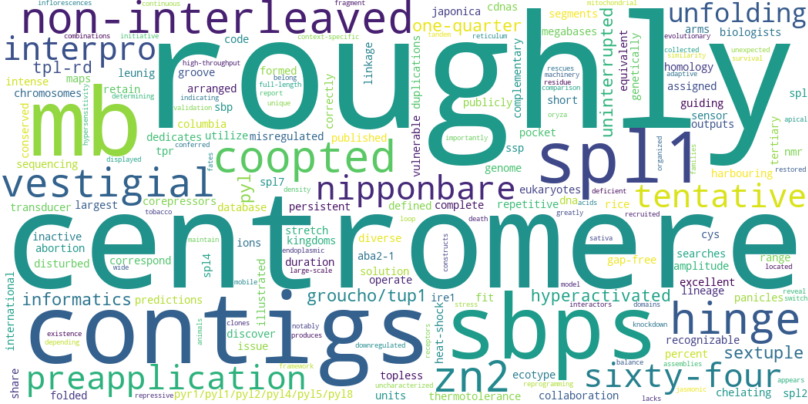 roughly
centromere
contigs
sbps
spl1
mb
hinge
non-interleaved
coopted
vestigial
nipponbare
tentative
unfolding
interpro
preapplication
zn2
sixty-four
informatics
groucho/tup1
hyperactivated
one-quarter
uninterrupted
sextuple
pyl
tpl-rd
leunig
japonica
cdnas
segments
megabases
arms
biologists
code
groove
linkage
formed
complementary
equivalent
genetically
homology
assigned
guiding
sensor
outputs
spl
intense
maps
chromosomes
retain
arranged
correctly
duplications
publicly
short
pocket
tertiary
nmr
apical
conserved
validation
sbp
columbia
dedicates
utilize
misregulated
published
vulnerable
ssp
genome
harbouring
sequencing
displayed
tpr
conferred
spl7
density
persistent
defined
complete
repetitive
eukaryotes
dna
rice
deficient
cys
transducer
corepressors
database
largest
inactive
abortion
correspond
ions
spl4
disturbed
stretch
kingdoms
duration
large-scale
diverse
aba2-1
solution
operate
gap-free
searches
amplitude
range
excellent
lineage
panicles
recognizable
percent
international
predictions
illustrated
discover
issue
ire1
fit
heat-shock
topless
ecotype
thermotolerance
collaboration
units
chelating
spl2
share
folded
repressive
pyr1/pyl1/pyl2/pyl4/pyl5/pyl8
existence
depending
animals
clones
notably
produces
framework
downregulated
uncharacterized
reprogramming
receptors
stress
constructs
model
interactors
domains
knockdown
balance
assemblies
lacks
jasmonic
appears
reveal
switch
located
acids
greatly
recruited
sativa
loop
death
endoplasmic
tobacco
wide
maintain
mobile
fates
organized
families
restored
importantly
oryza
tandem
survival
unexpected
adaptive
similarity
collected
evolutionary
mitochondrial
reticulum
context-specific
continuous
fragment
initiative
combinations
inflorescences
high-throughput
hypersensitivity
determining
indicating
belong
full-length
report
unique
rescues
machinery
residue
comparison